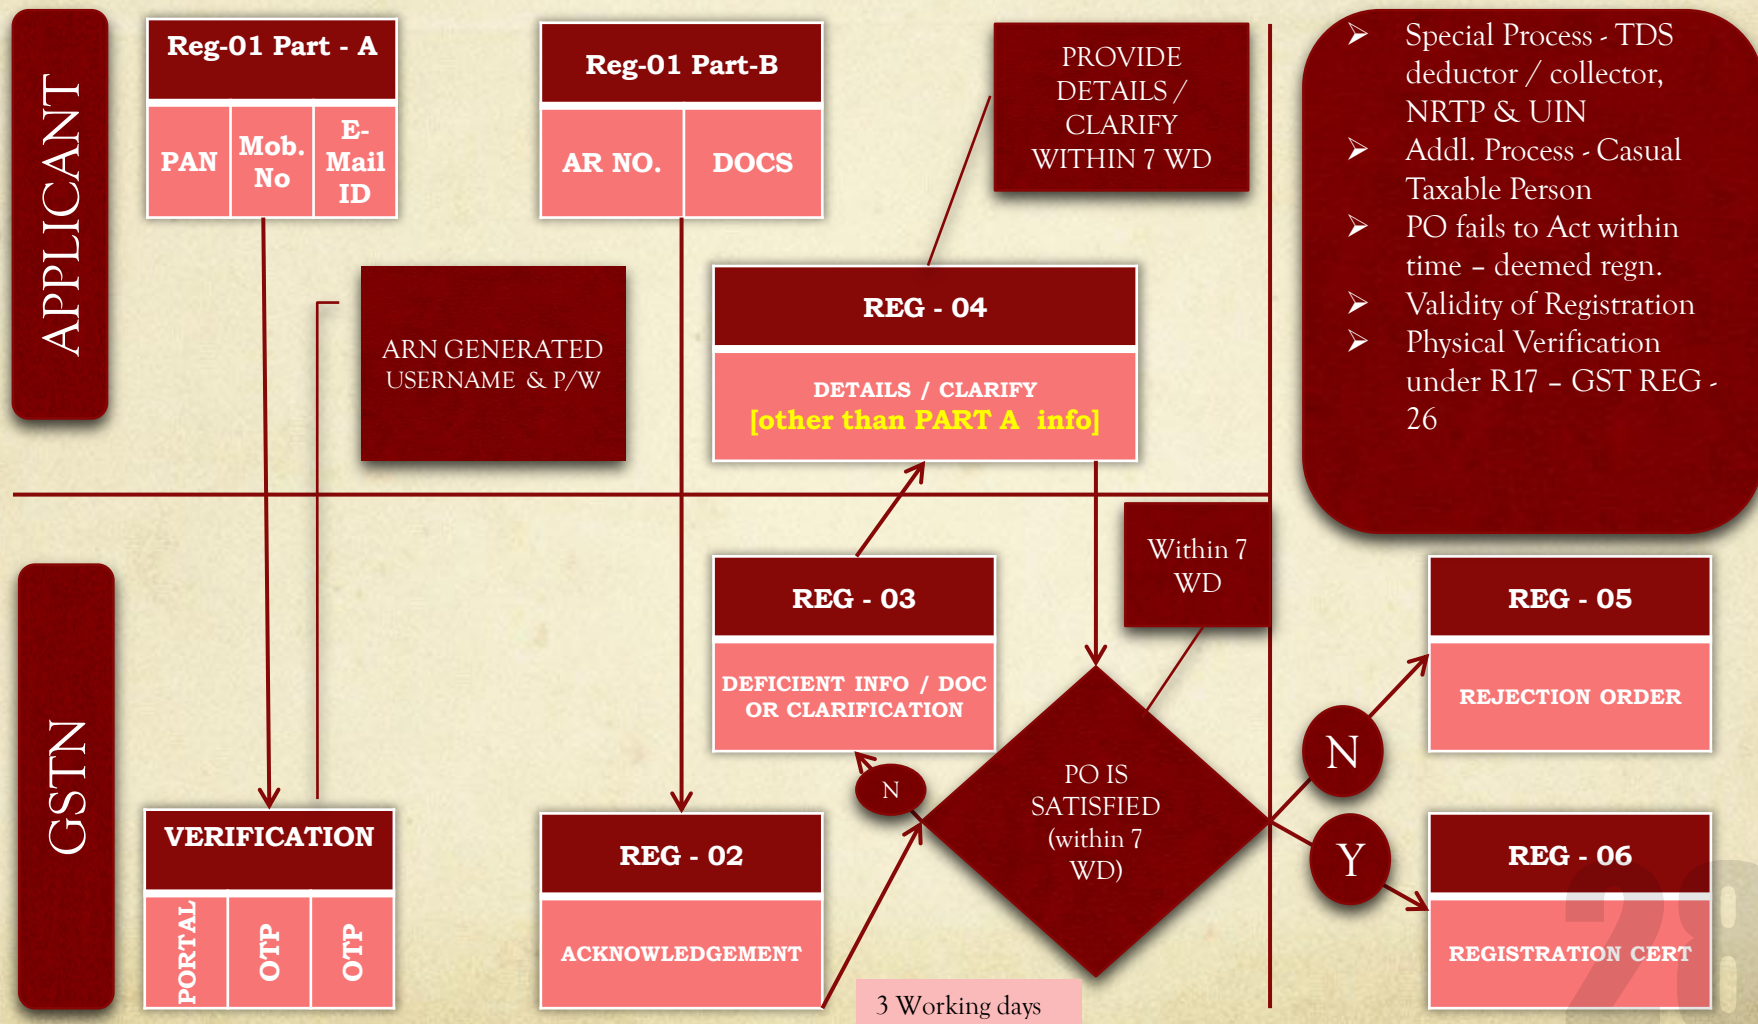 APPLICANT
Reg-01 Part - A
PAN
Mob.
No
E-
Mail
ID
Reg-01 Part-B
AR NO.
DOCS
PROVIDE
DETAILS /
CLARIFY
WITHIN 7 WD
ARN GENERATED
USERNAME & P/W
REG - 04
DETAILS / CLARIFY
[other than PART A info]
➢ Special Process - TDS
deductor / collector,
NRTP & UIN
➢ Addl. Process - Casual
Taxable Person
➢ PO fails to Act within
time – deemed regn.
➢ Validity of Registration
➢ Physical Verification
under R17 – GST REG -
26
GSTN
VERIFICATION
PORTAL
OTP
OTP
REG - 02
ACKNOWLEDGEMENT
REG - 03
DEFICIENT INFO / DOC
OR CLARIFICATION
N
Within 7
WD
PO IS
SATISFIED
(within 7
WD)
3 Working days
N
Y
REG - 05
REJECTION ORDER
REG - 06
REGISTRATION CERT
28